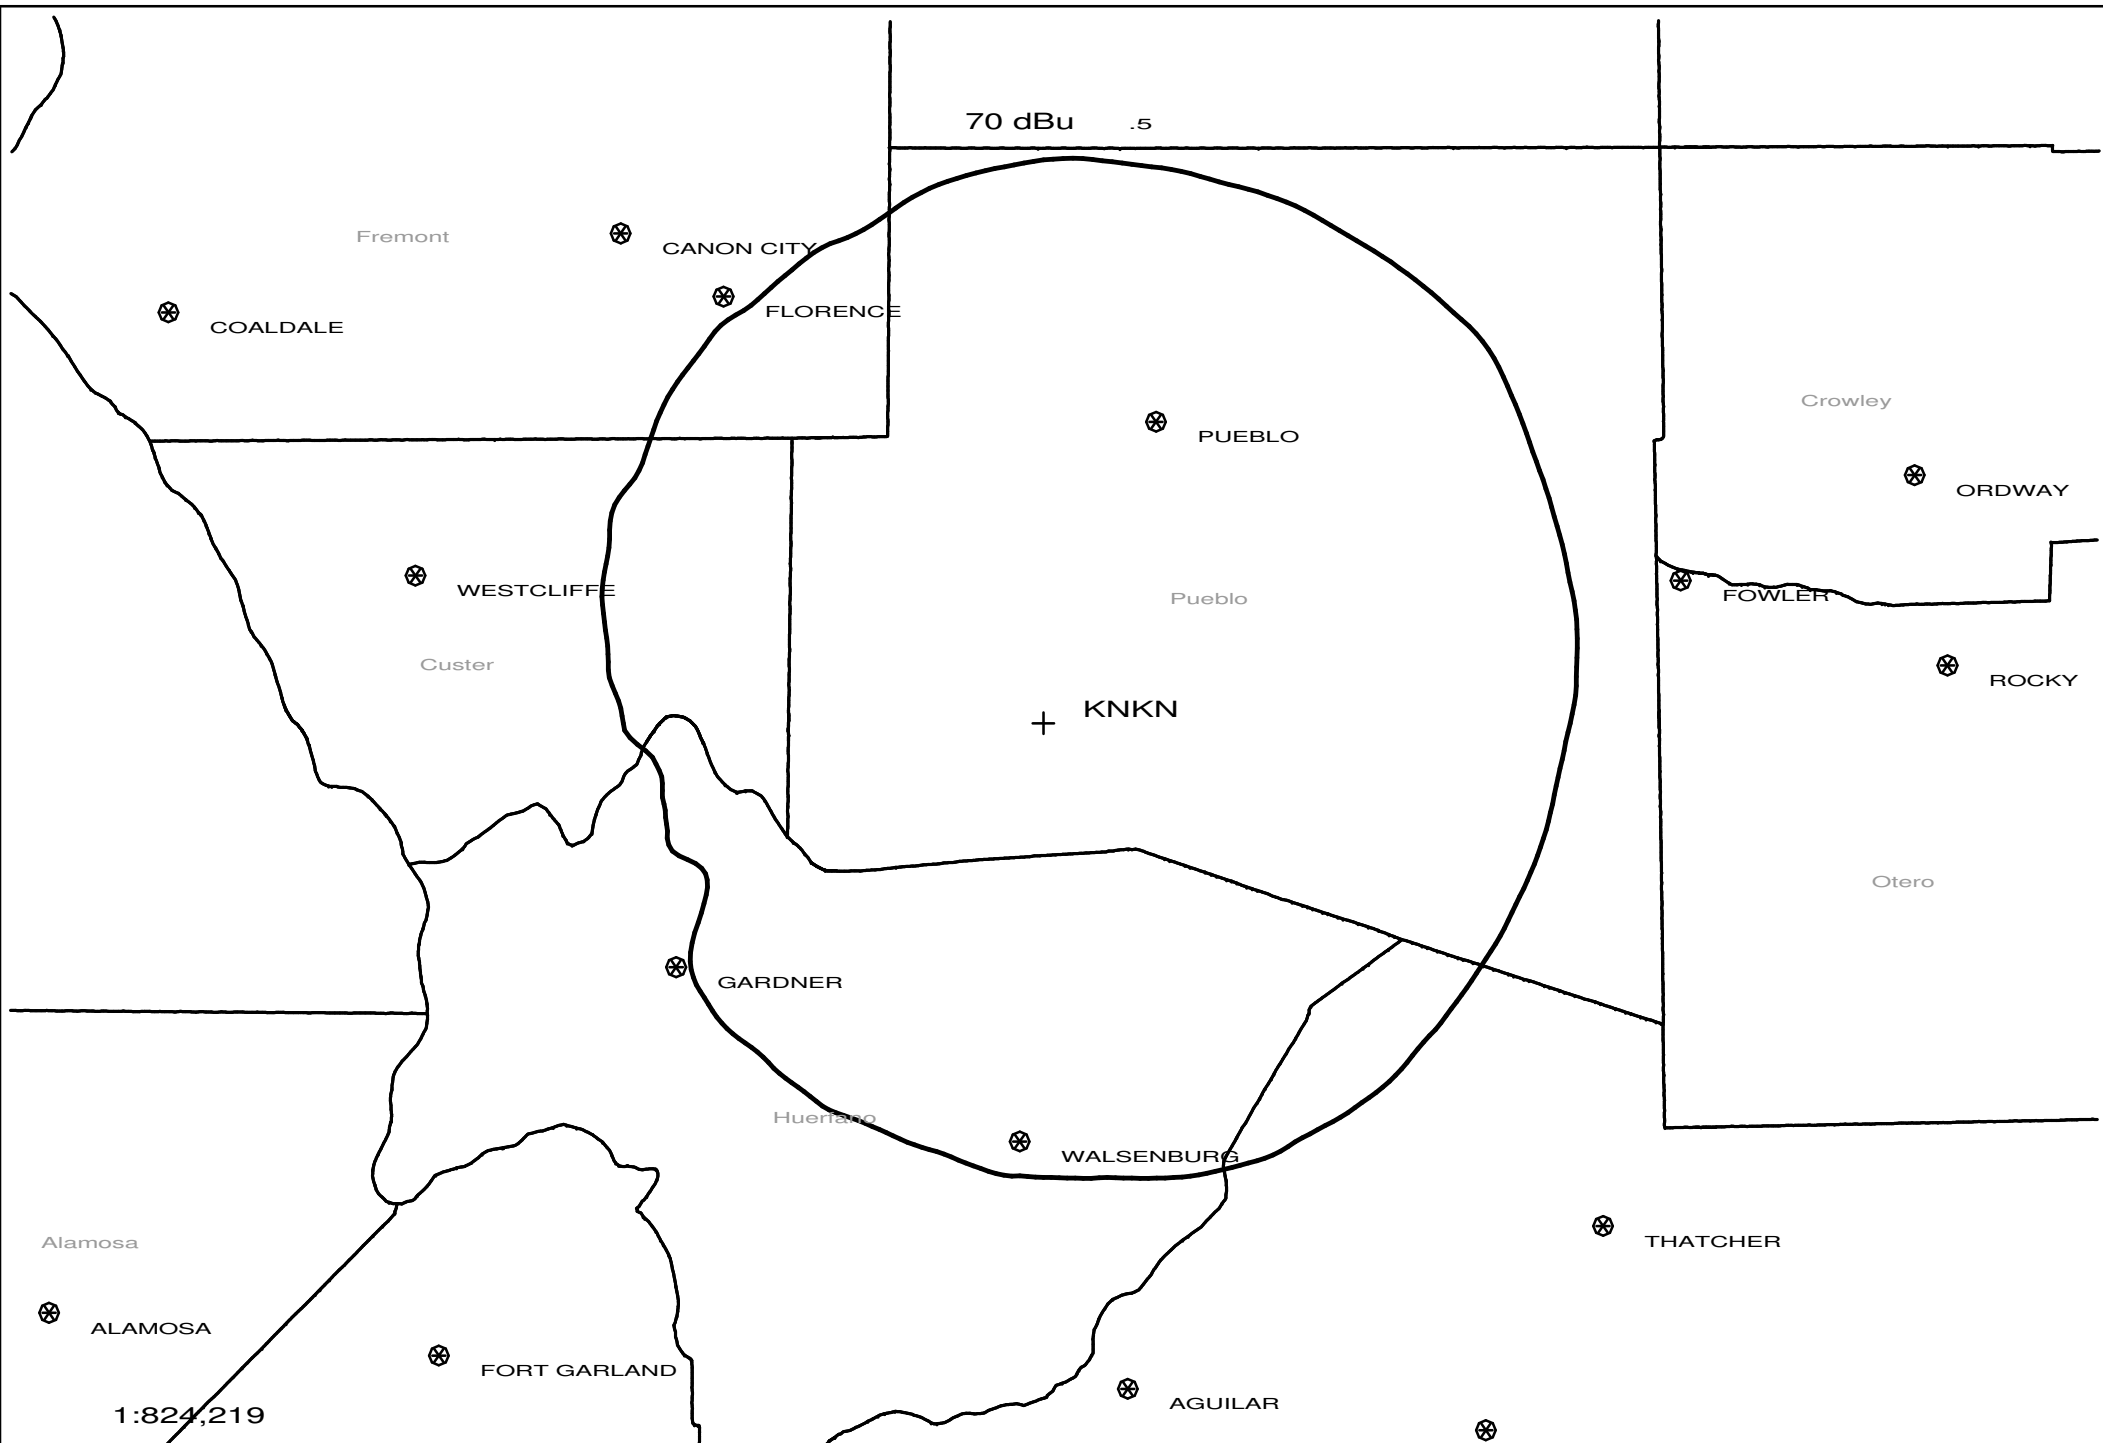 70 dBu .5
Fremont
CANON CITY
FLORENCE
COALDALE
Crowley
PUEBLO
ORDWAY
WESTCLIFFE
Pueblo
FOWLER
Custer
ROCKY
KNKN
Otero
GARDNER
Huerfano
WALSENBURG
Alamosa
THATCHER
ALAMOSA
FORT GARLAND
AGUILAR
1:824,219